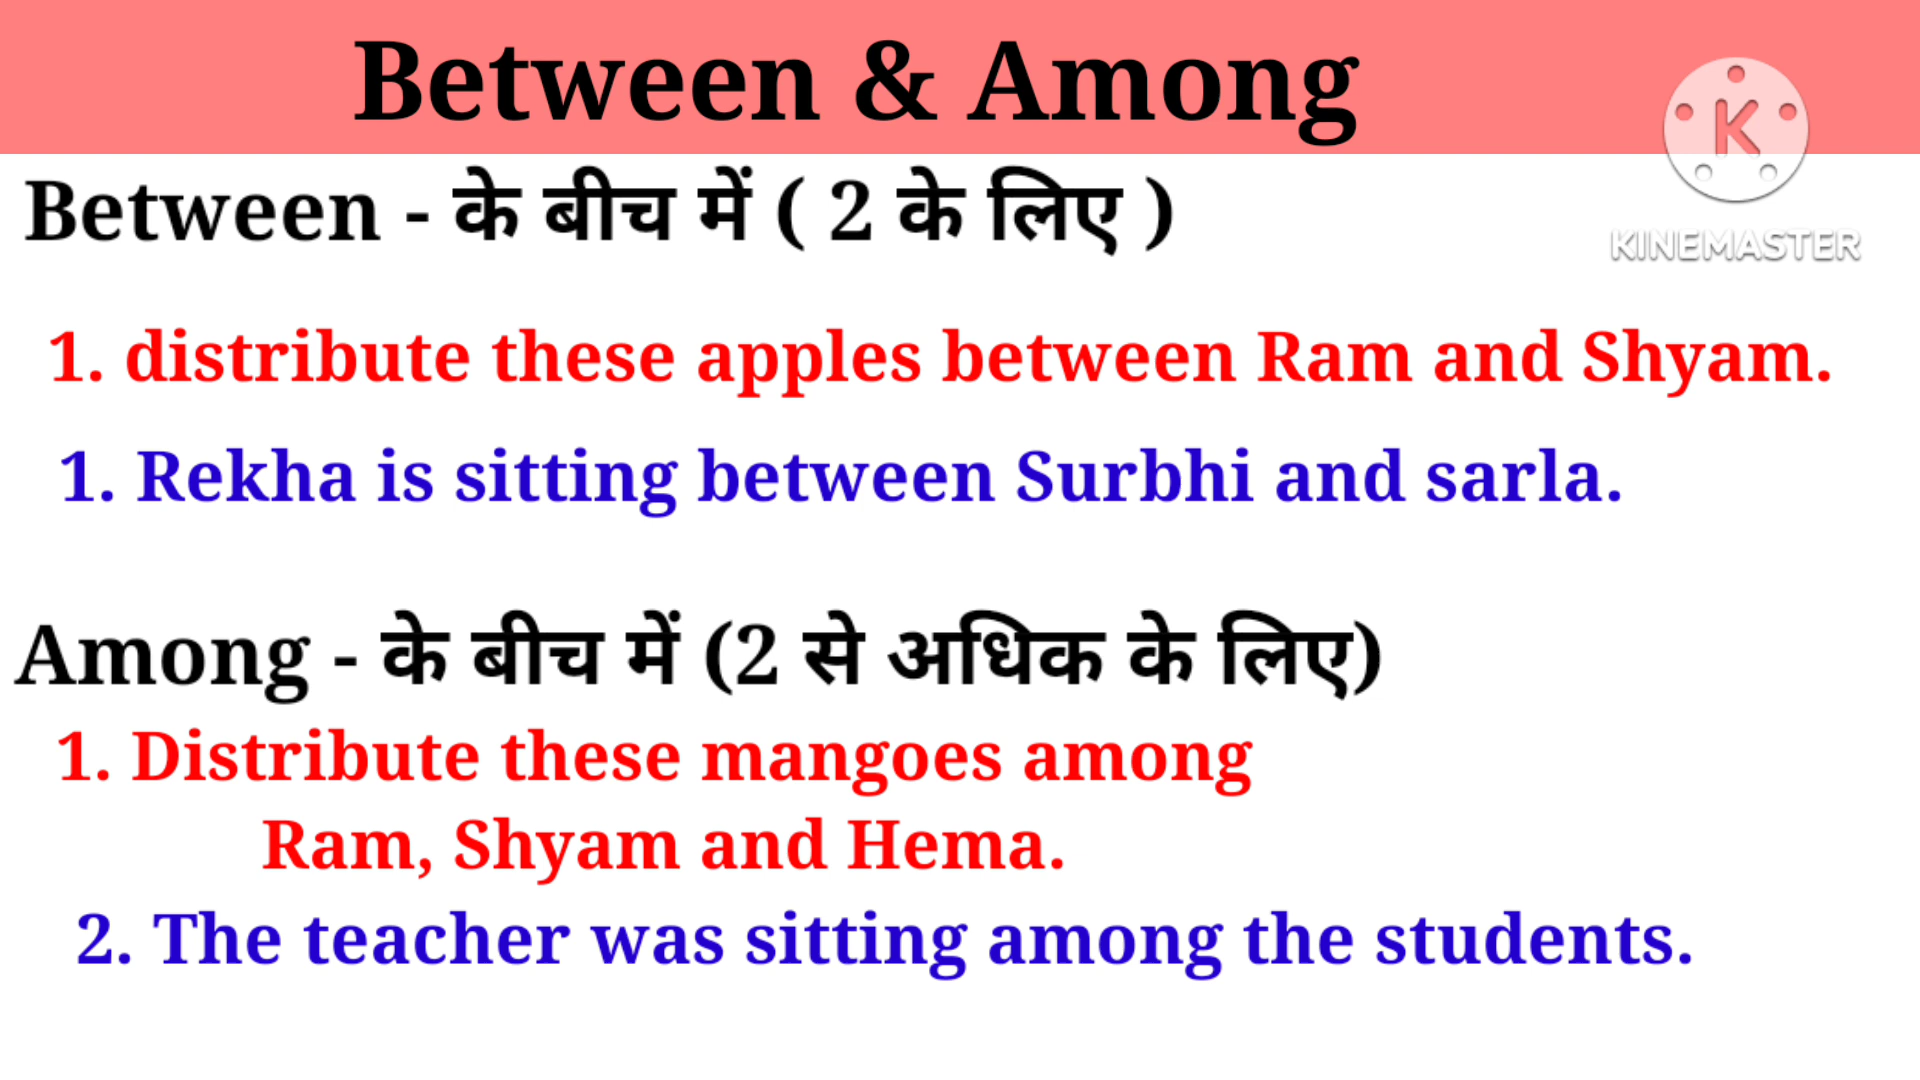 Between & Among
K
KINEMASTER
Between - के बीच में ( 2 के लिए )
1. distribute these apples between Ram and Shyam.
1. Rekha is sitting between Surbhi and sarla.
Among - के बीच में (2 से अधिक के लिए)
1. Distribute these mangoes among
Ram, Shyam and Hema.
2. The teacher was sitting among the students.